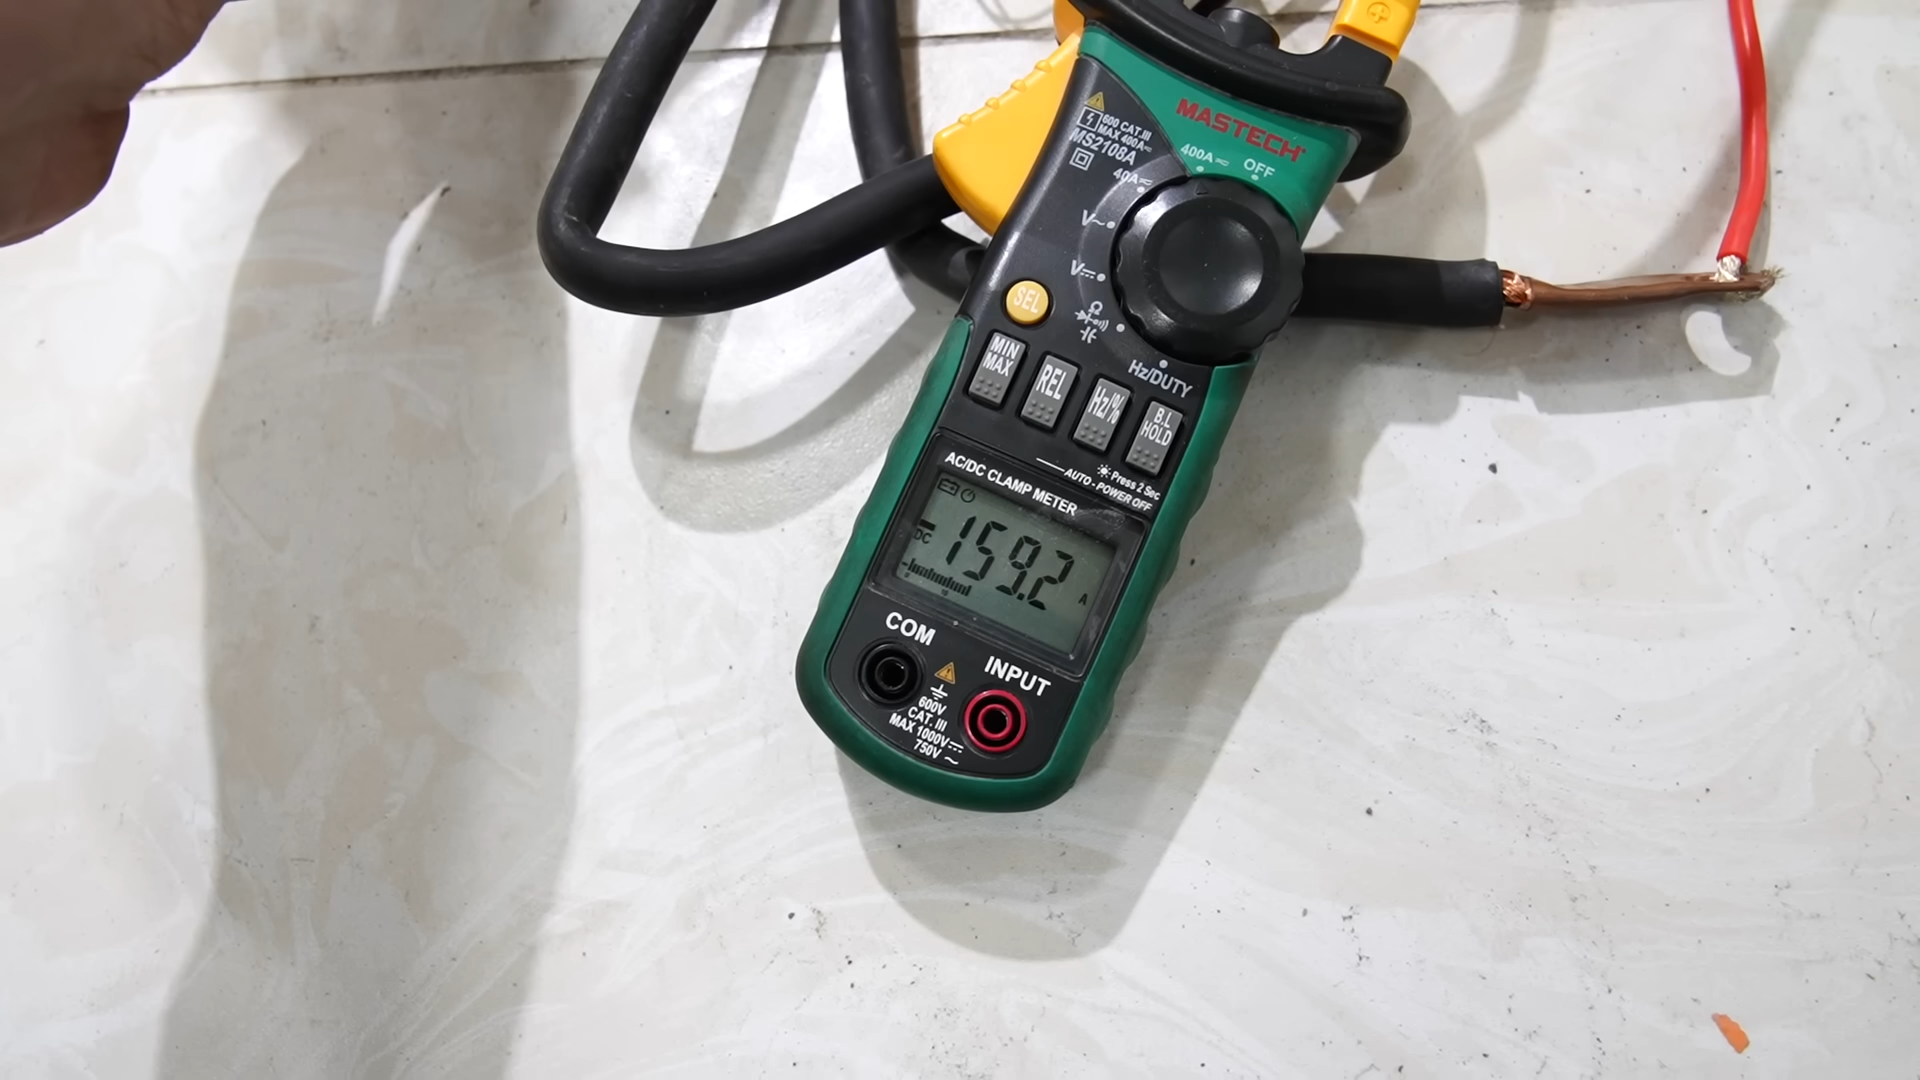 MASTECH
600 CAT.III
MAX 400A
MS2108A
400A
OFF
40A
V~
V
Ω
Hz/DUTY
SEL
MIN MAX
REL
Hz/%
B.L HOLD
Press 2 Sec
AUTO - POWER OFF
AC/DC CLAMP METER
DC
-159.2
A
0
10
COM
INPUT
600V
CAT. III
MAX 1000V
750V ~